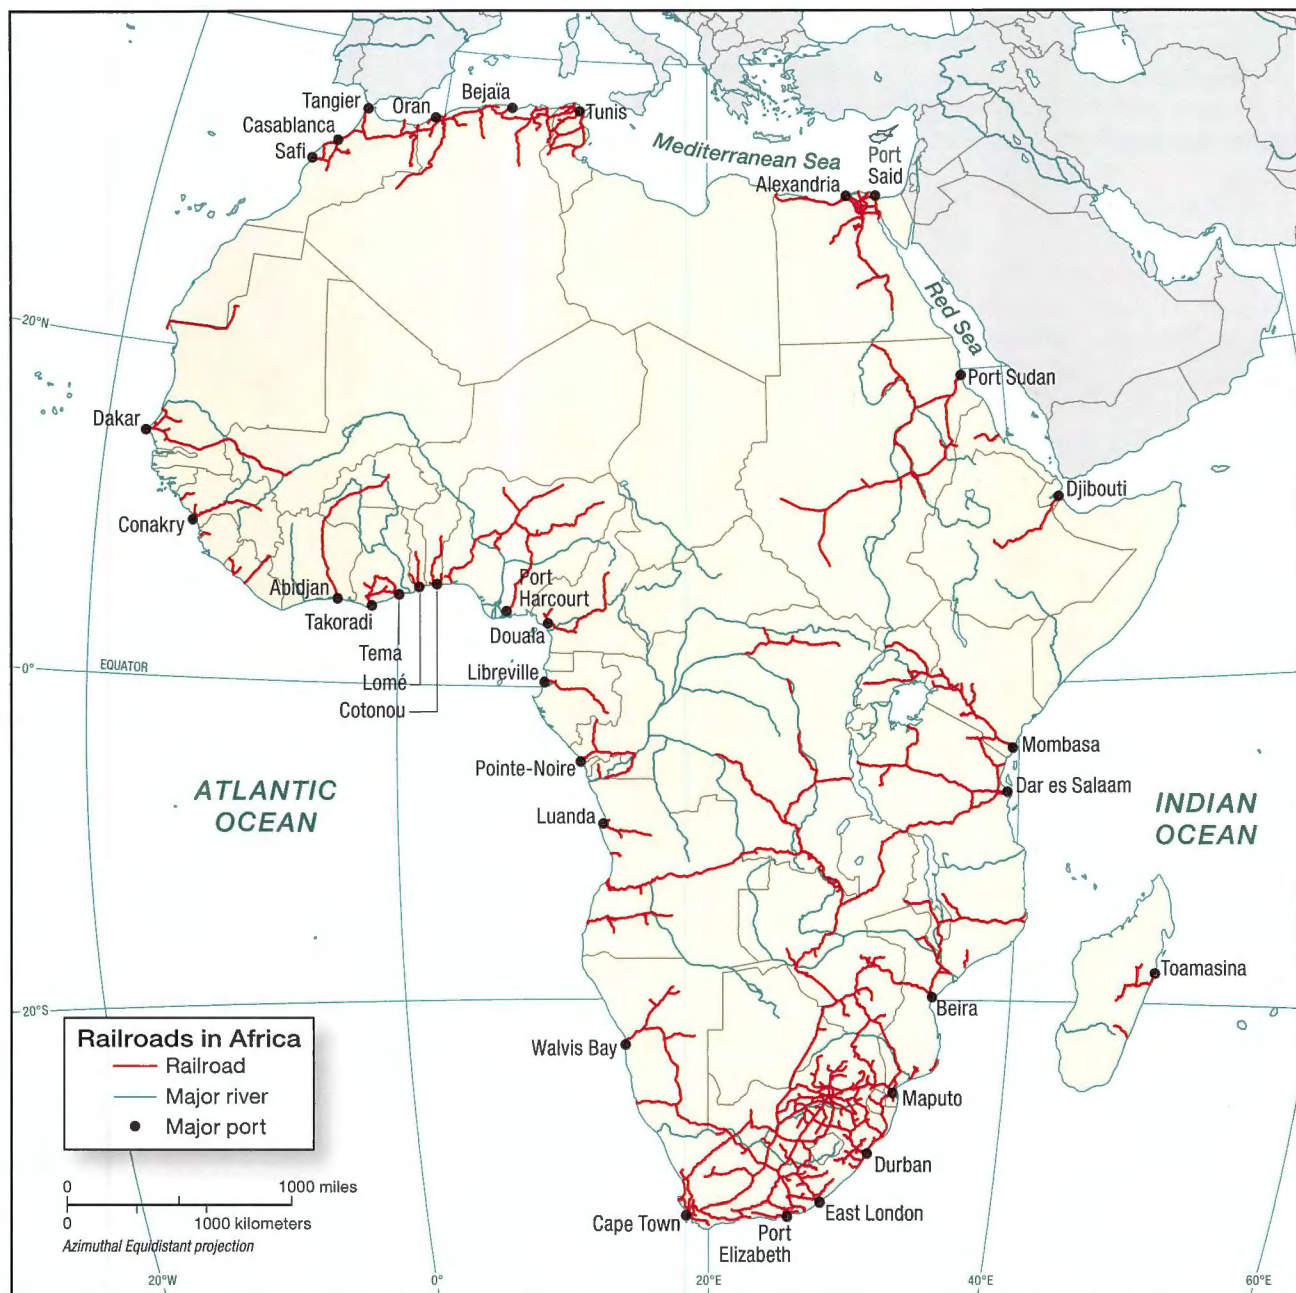 Tangier
Oran
Bejaïa
Tunis
Casablanca
Safi
Mediterranean Sea
Port
Said
Alexandria
Red Sea
20°N
Port Sudan
Dakar
Djibouti
Conakry
Abidjan
Takoradi
Port
Harcourt
Douala
Tema
Lomé
Cotonou
Libreville
0°
EQUATOR
Mombasa
Pointe-Noire
Dar es Salaam
ATLANTIC
OCEAN
Luanda
INDIAN
OCEAN
Toamasina
Beira
20°S
Walvis Bay
Maputo
Durban
East London
Cape Town
Port
Elizabeth
Railroads in Africa
Railroad
Major river
Major port
0 1000 miles
0 1000 kilometers
Azimuthal Equidistant projection
20°W
0°
20°E
40°E
60°E